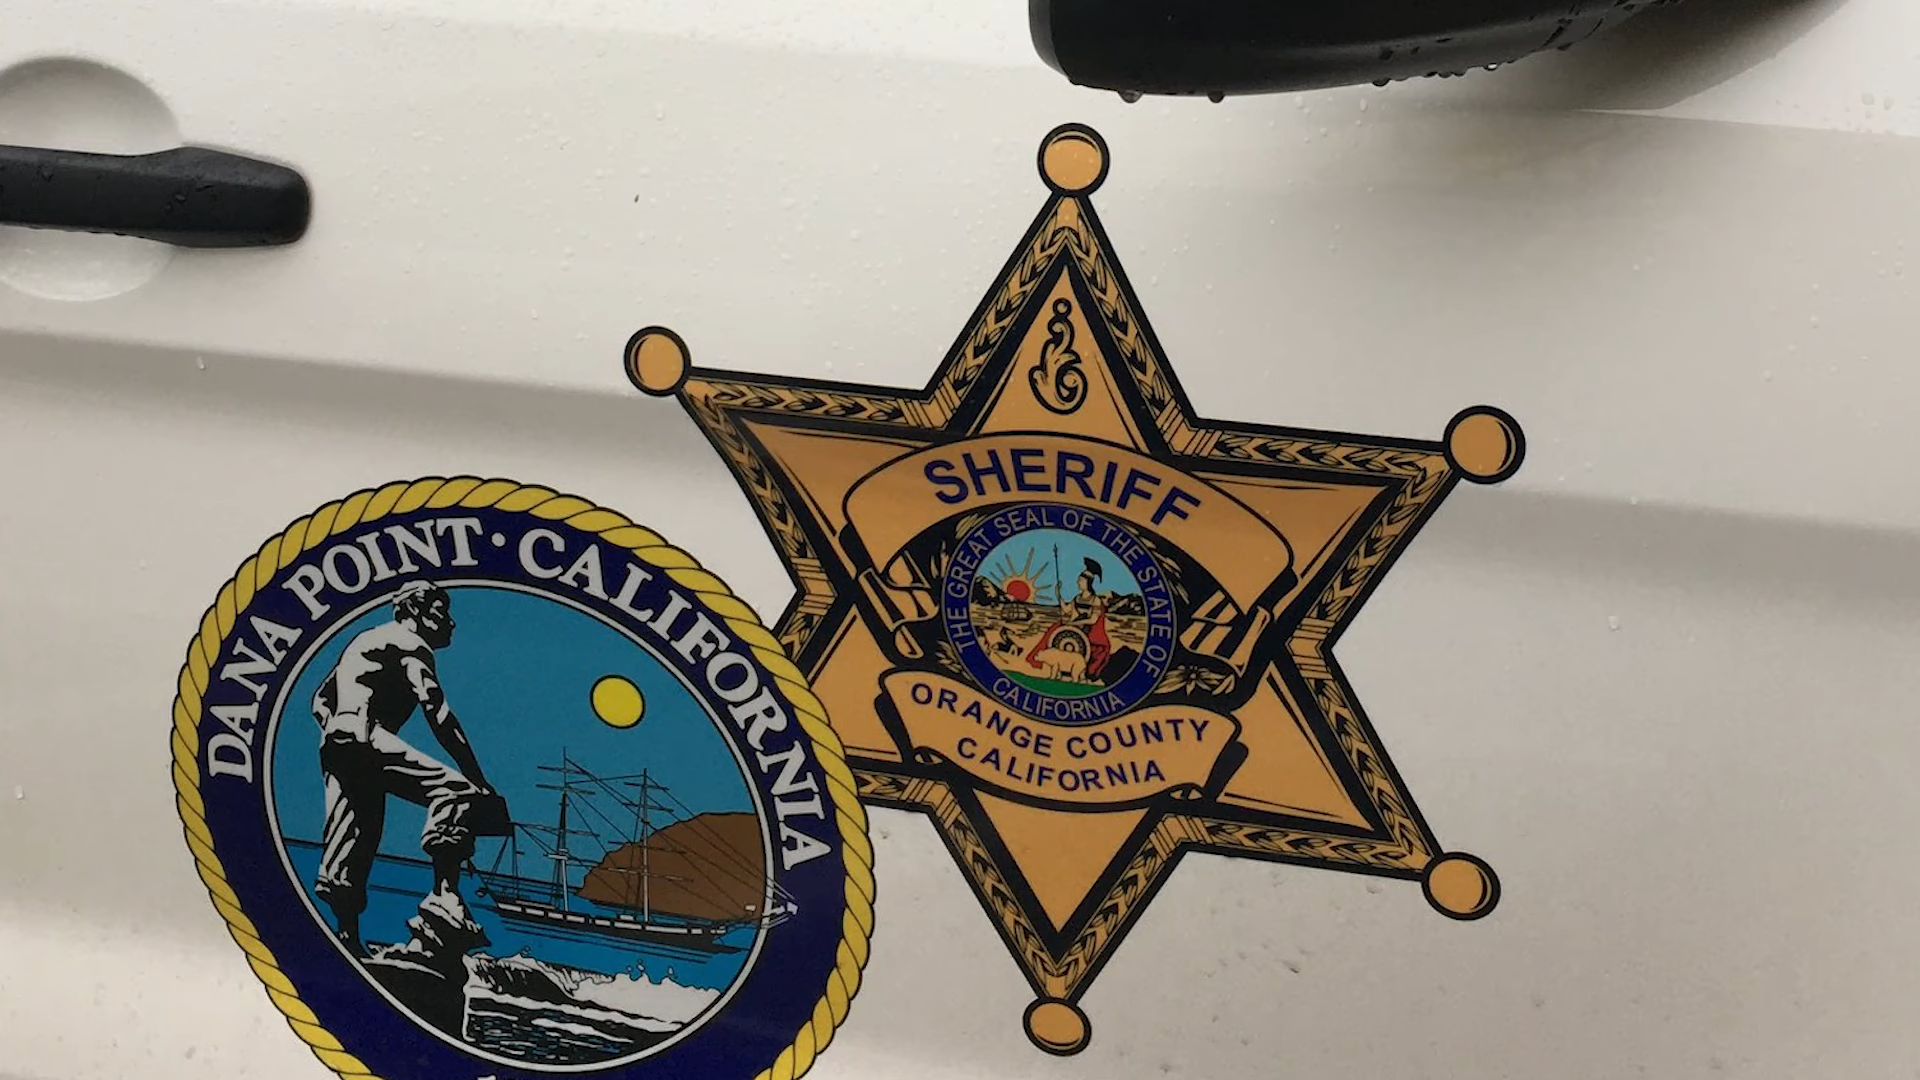 DANA POINT · CALIFORNIA
SHERIFF
THE GREAT SEAL OF THE STATE OF
CALIFORNIA
ORANGE COUNTY
CALIFORNIA